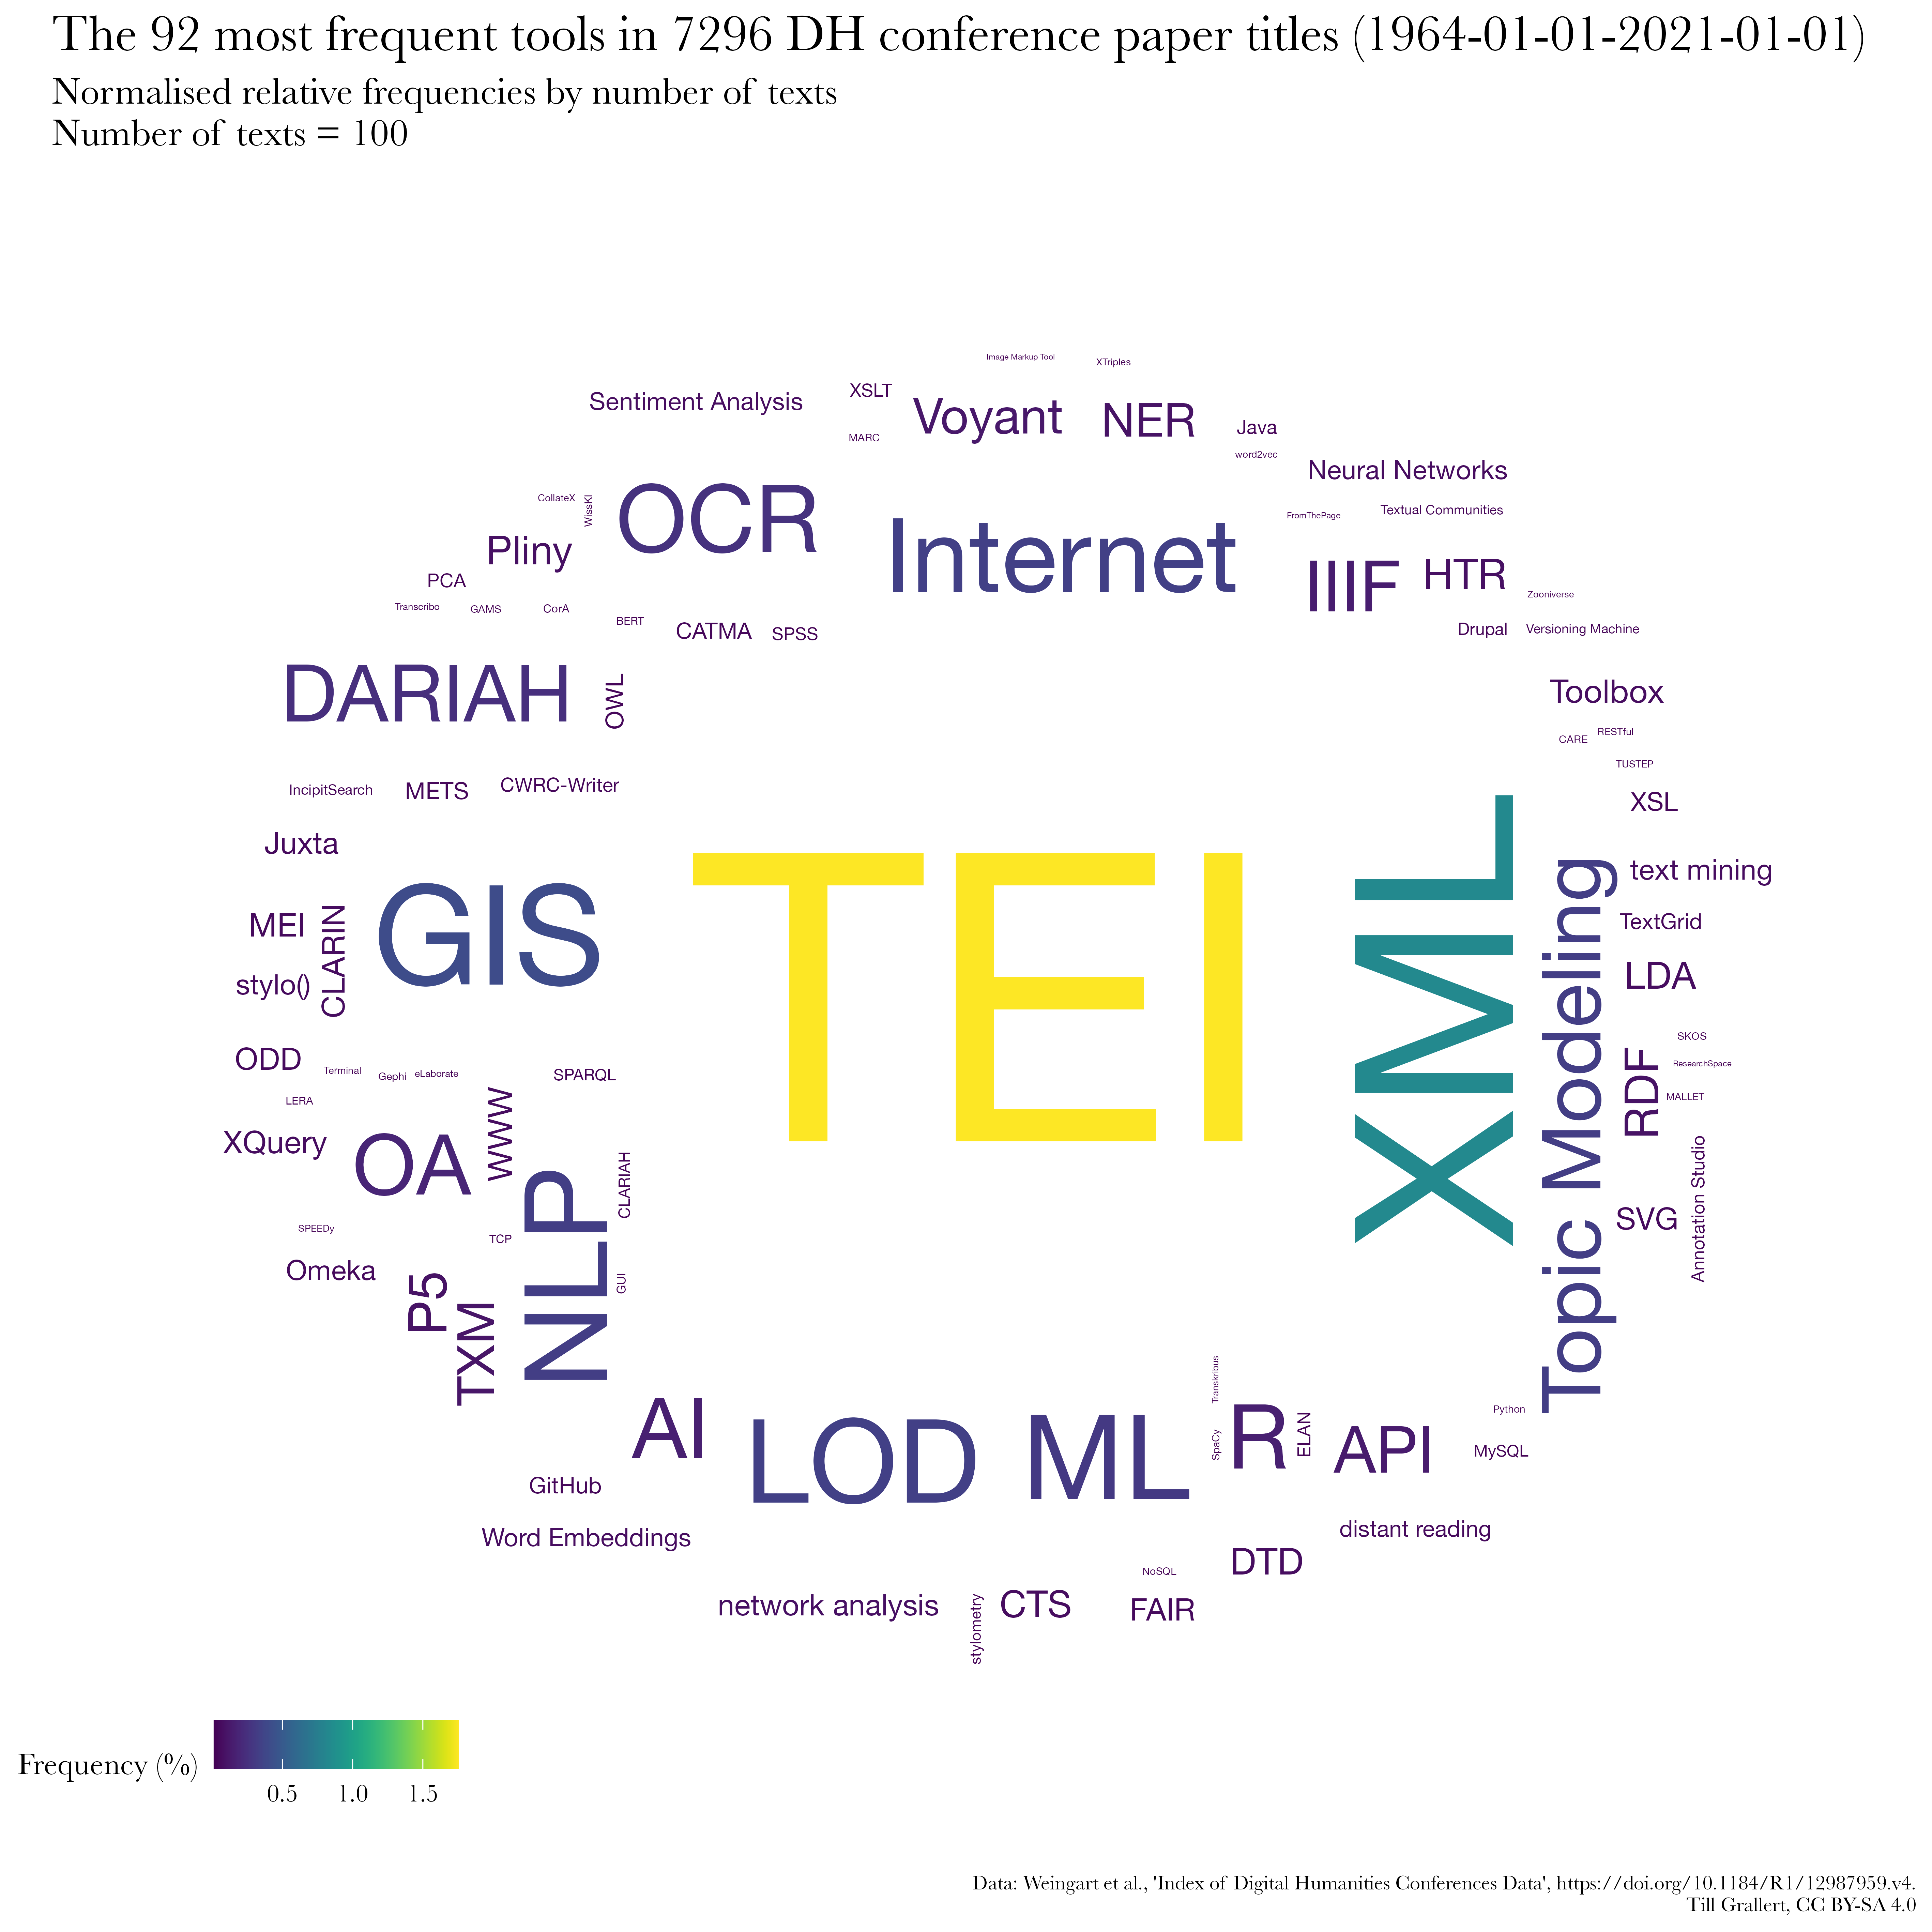 The 92 most frequent tools in 7296 DH conference paper titles (1964-01-01-2021-01-01)
Normalised relative frequencies by number of texts
Number of texts = 100
Image Markup Tool
XTriples
XSLT
Sentiment Analysis
Voyant
NER
Java
MARC
word2vec
Neural Networks
CollateX
WissKI
OCR
Internet
FromThePage
Textual Communities
Pliny
PCA
IIIF
HTR
Zooniverse
Transcribo
GAMS
CorA
BERT
CATMA
SPSS
Drupal
Versioning Machine
DARIAH
OWL
Toolbox
CARE
RESTful
TUSTEP
IncipitSearch
METS
CWRC-Writer
XSL
Juxta
text mining
MEI
CLARIN
GIS
TEI
XML
Topic Modeling
TextGrid
stylo()
LDA
ODD
Terminal
Gephi
eLaborate
SPARQL
SKOS
ResearchSpace
RDF
MALLET
LERA
XQuery
OA
WWW
NLP
CLARIAH
Annotation Studio
SVG
SPEEDy
TCP
Omeka
GUI
P5
TXM
Transkribus
AI
LOD
ML
SpaCy
R
ELAN
API
Python
MySQL
GitHub
Word Embeddings
distant reading
DTD
NoSQL
network analysis
stylometry
CTS
FAIR
Frequency (%)
0.5 1.0 1.5
Data: Weingart et al., 'Index of Digital Humanities Conferences Data', https://doi.org/10.1184/R1/12987959.v4.
Till Grallert, CC BY-SA 4.0